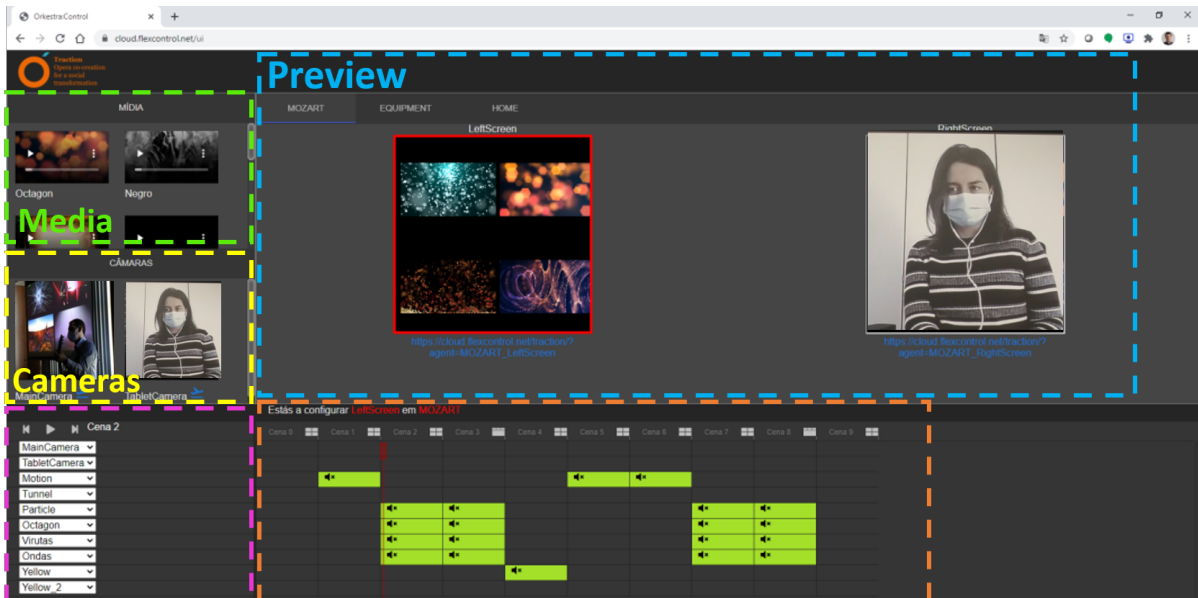 Orkestra:Control
cloud.flexcontrol.net/ui
Traction
Opera co-creation
for a social
transformation
Preview
MÍDIA
MOZART EQUIPMENT HOME
LeftScreen RightScreen
Octagon Negro
Media
CÂMARAS
https://cloud.flexcontrol.net/traction/?
agent=MOZART_LeftScreen
https://cloud.flexcontrol.net/traction/?
agent=MOZART_RightScreen
Cameras
MainCamera TabletCamera
Estás a configurar LeftScreen em MOZART
Cena 2
Cena 0 Cena 1 Cena 2 Cena 3 Cena 4 Cena 5 Cena 6 Cena 7 Cena 8 Cena 9
MainCamera
TabletCamera
Motion
Tunnel
Particle
Octagon
Virutas
Ondas
Yellow
Yellow_2